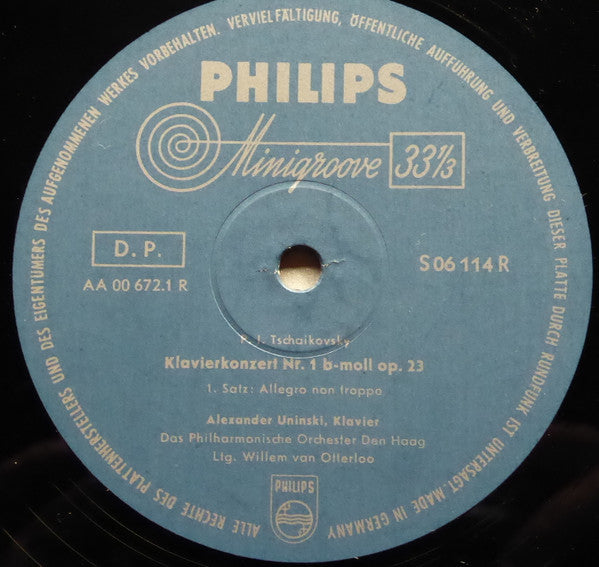 ALLE RECHTE DES PLATTENHERSTELLERS UND DES EIGENTUMERS DES AUFGENOMMENEN WERKES VORBEHALTEN. VERVIELFÄLTIGUNG, ÖFFENTLICHE AUFFÜHRUNG UND VERBREITUNG DIESER PLATTE DURCH RUNDFUNK IST UNTERSAGT. MADE IN GERMANY
PHILIPS
Minigroove 33⅓
D. P.
AA 00 672.1 R
S 06 114 R
P. I. Tschaikovsky
Klavierkonzert Nr. 1 b-moll op. 23
1. Satz: Allegro non troppo
Alexander Uninski, Klavier
Das Philharmonische Orchester Den Haag
Ltg. Willem van Otterloo
PHILIPS